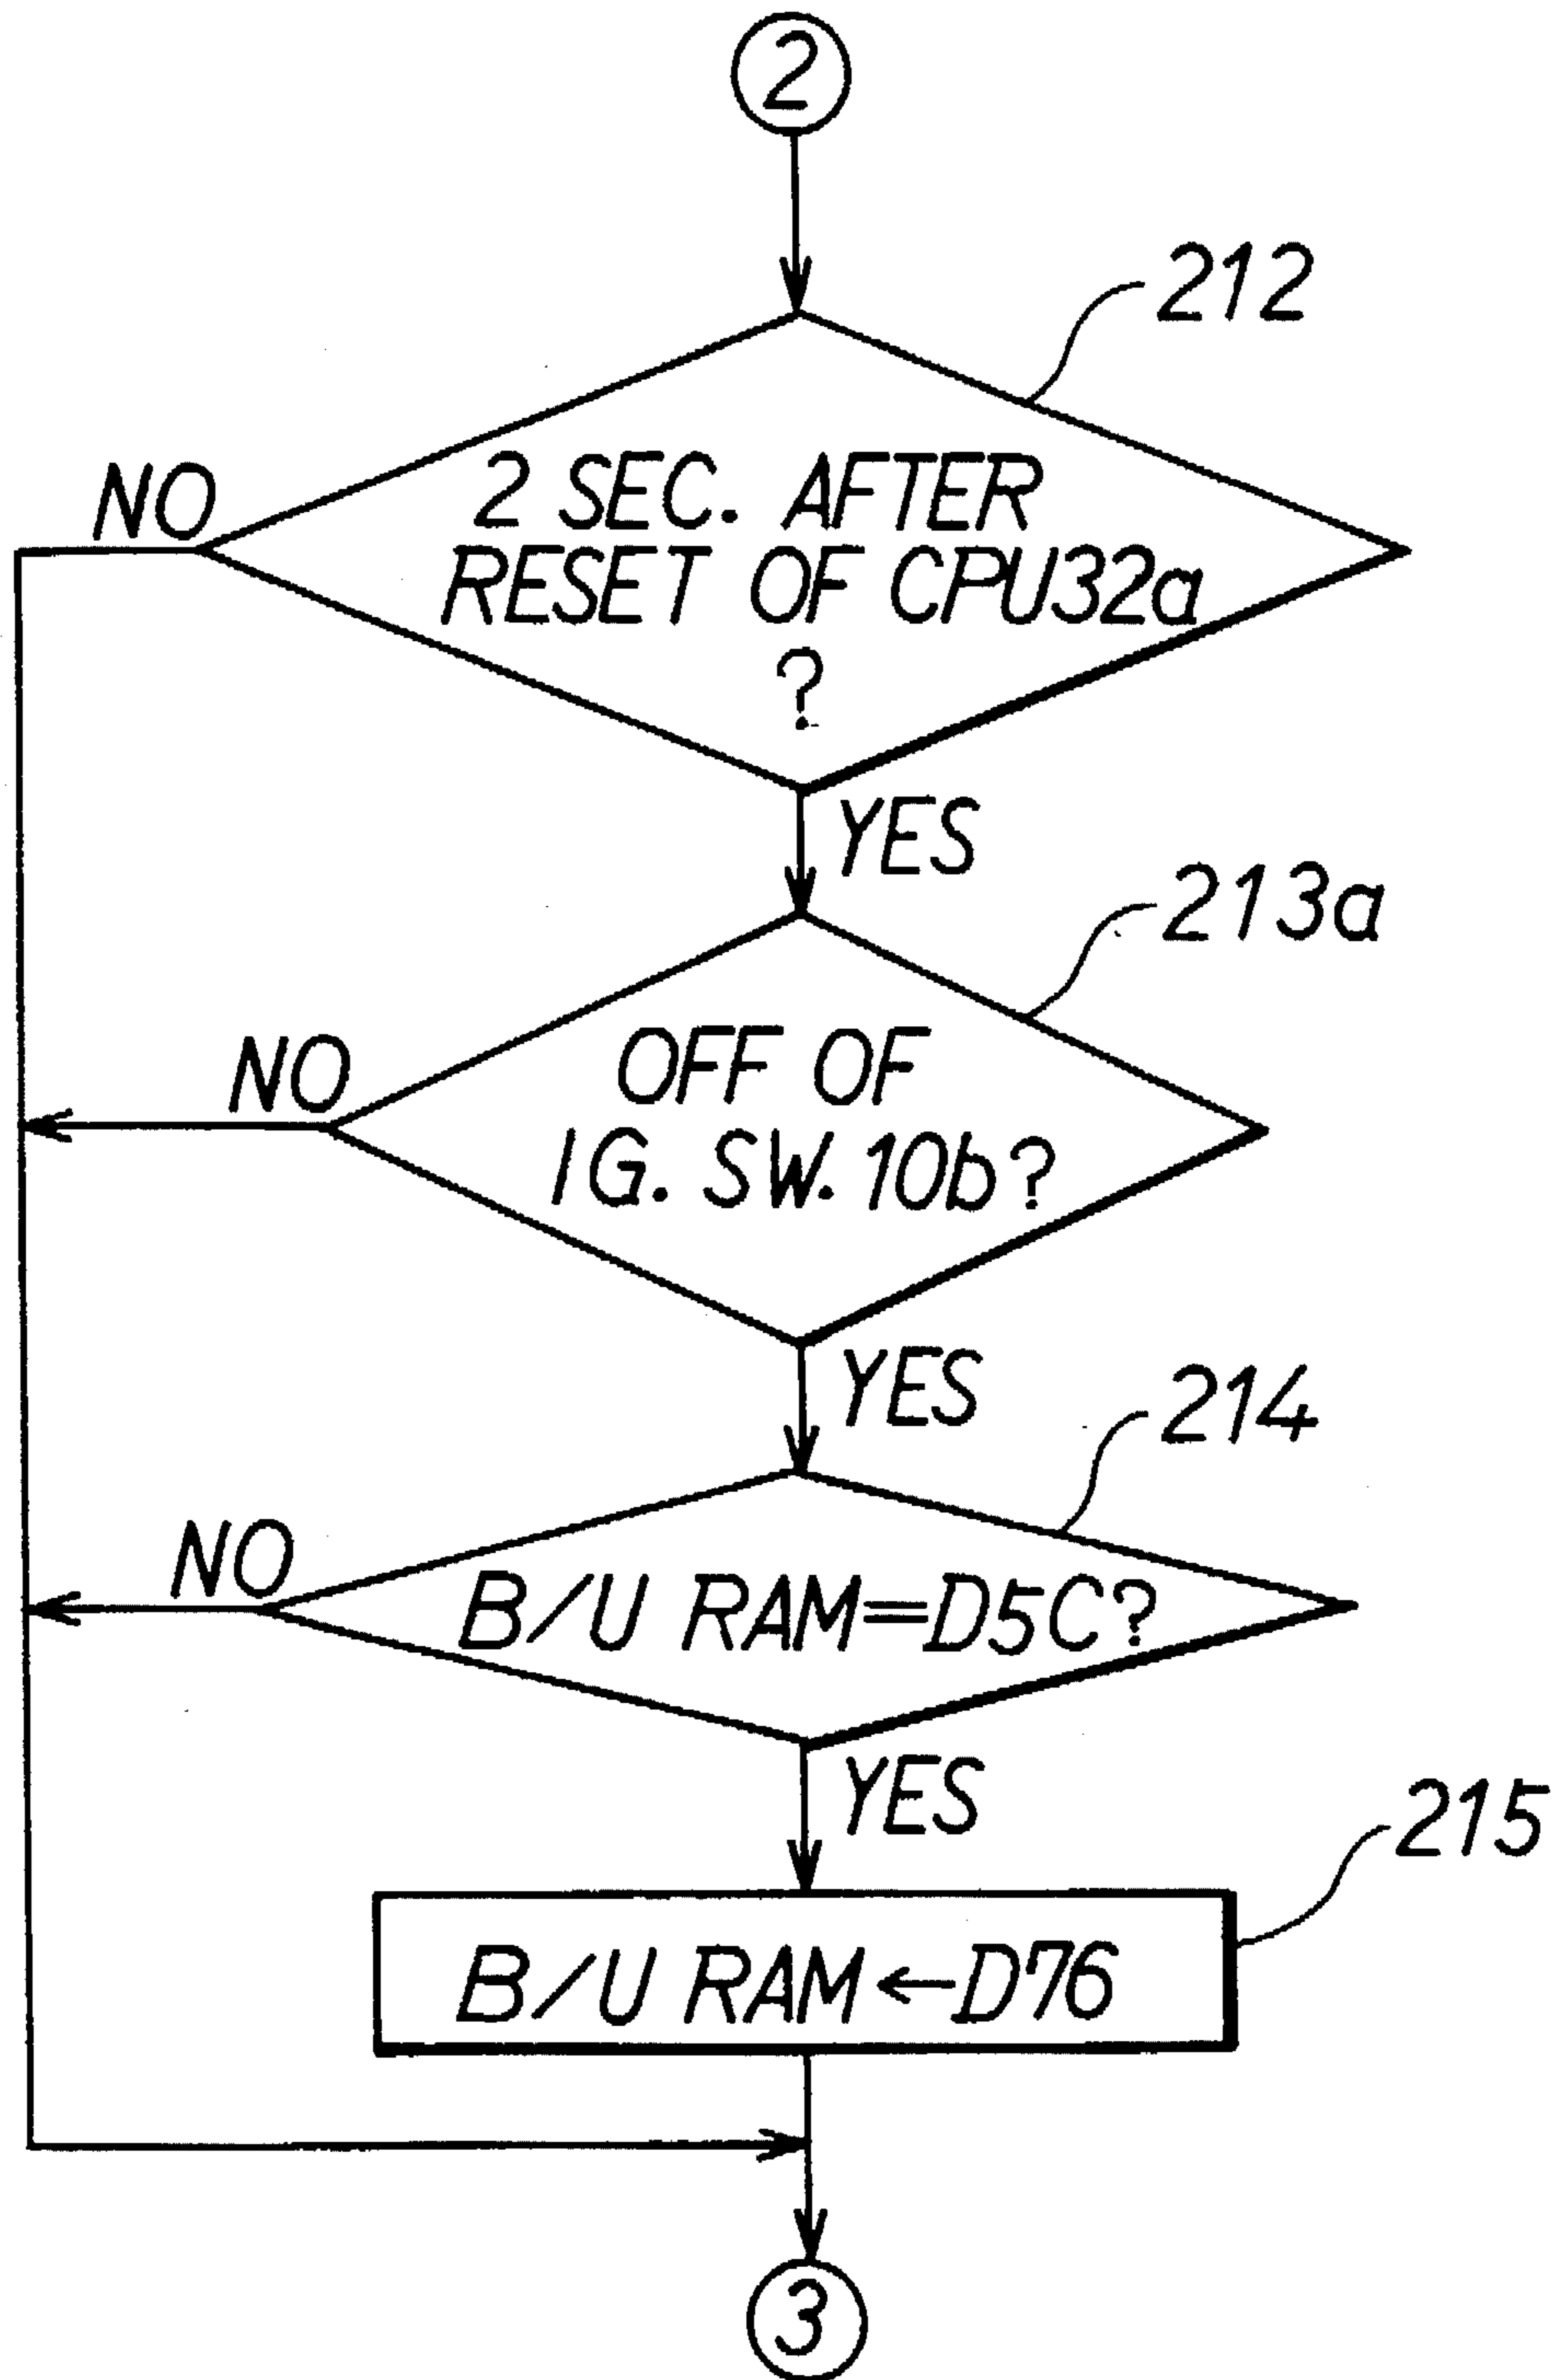 2
212
2 SEC. AFTER
NO
RESET OF CPU32a
?
YES
213a
OFF OF
NO
IG. SW. 10b?
YES
214
NO
B/U RAM=D5C?
YES
215
B/U RAM←D76
3